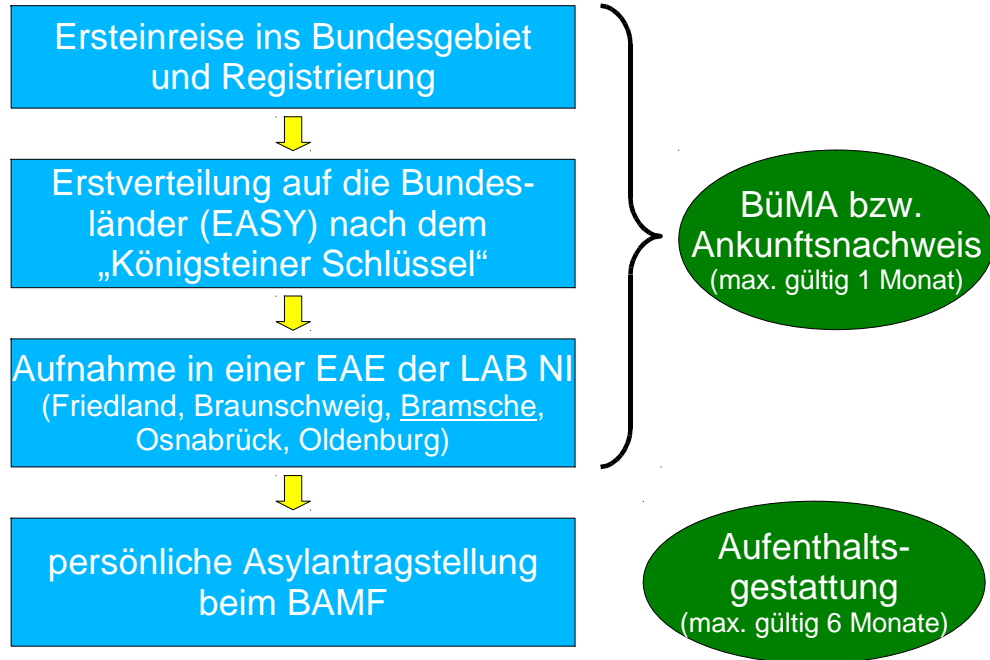 Ersteinreise ins Bundesgebiet
und Registrierung
Erstverteilung auf die Bundes-
länder (EASY) nach dem
„Königsteiner Schlüssel“
Aufnahme in einer EAE der LAB NI
(Friedland, Braunschweig, Bramsche,
Osnabrück, Oldenburg)
BüMA bzw.
Ankunftsnachweis
(max. gültig 1 Monat)
persönliche Asylantragstellung
beim BAMF
Aufenthalts-
gestattung
(max. gültig 6 Monate)